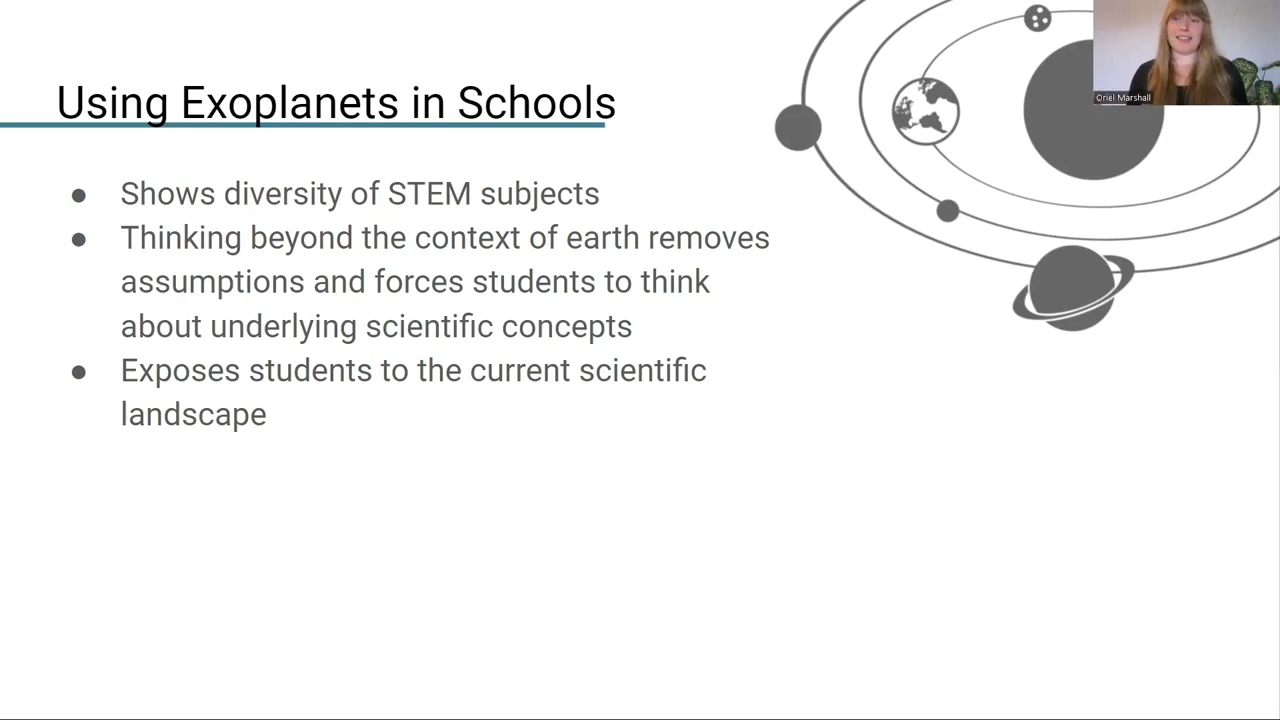 Using Exoplanets in Schools
Oriel Marshall
● Shows diversity of STEM subjects
● Thinking beyond the context of earth removes
assumptions and forces students to think
about underlying scientific concepts
● Exposes students to the current scientific
landscape